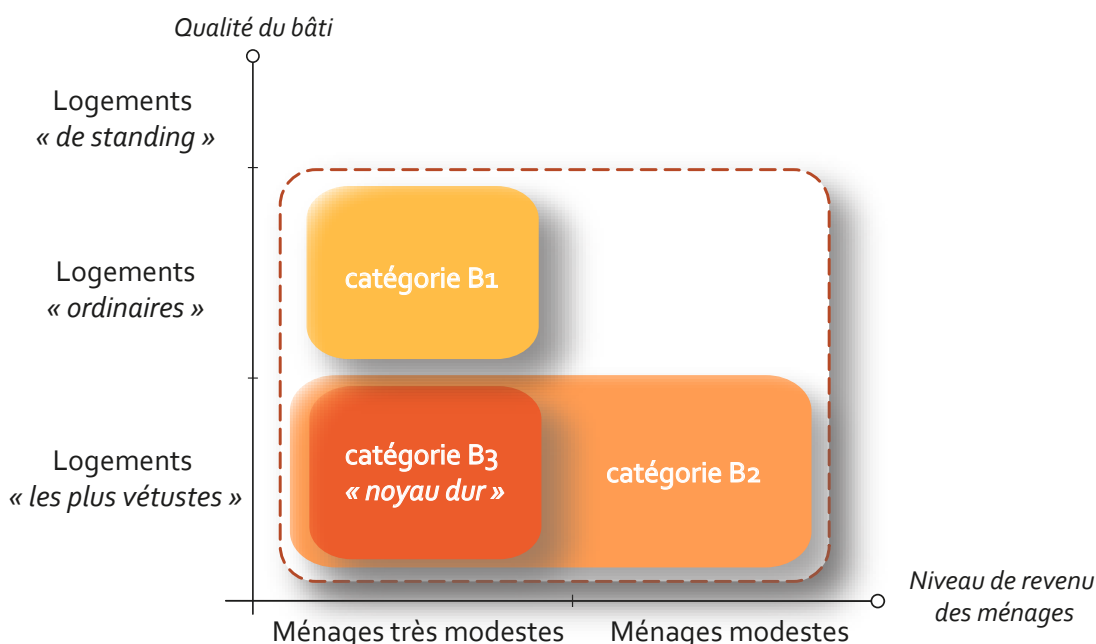 Qualité du bâti
Logements
« de standing »
Logements
« ordinaires »
catégorie B1
Logements
« les plus vétustes »
catégorie B3
« noyau dur »
catégorie B2
Niveau de revenu
des ménages
Ménages très modestes
Ménages modestes